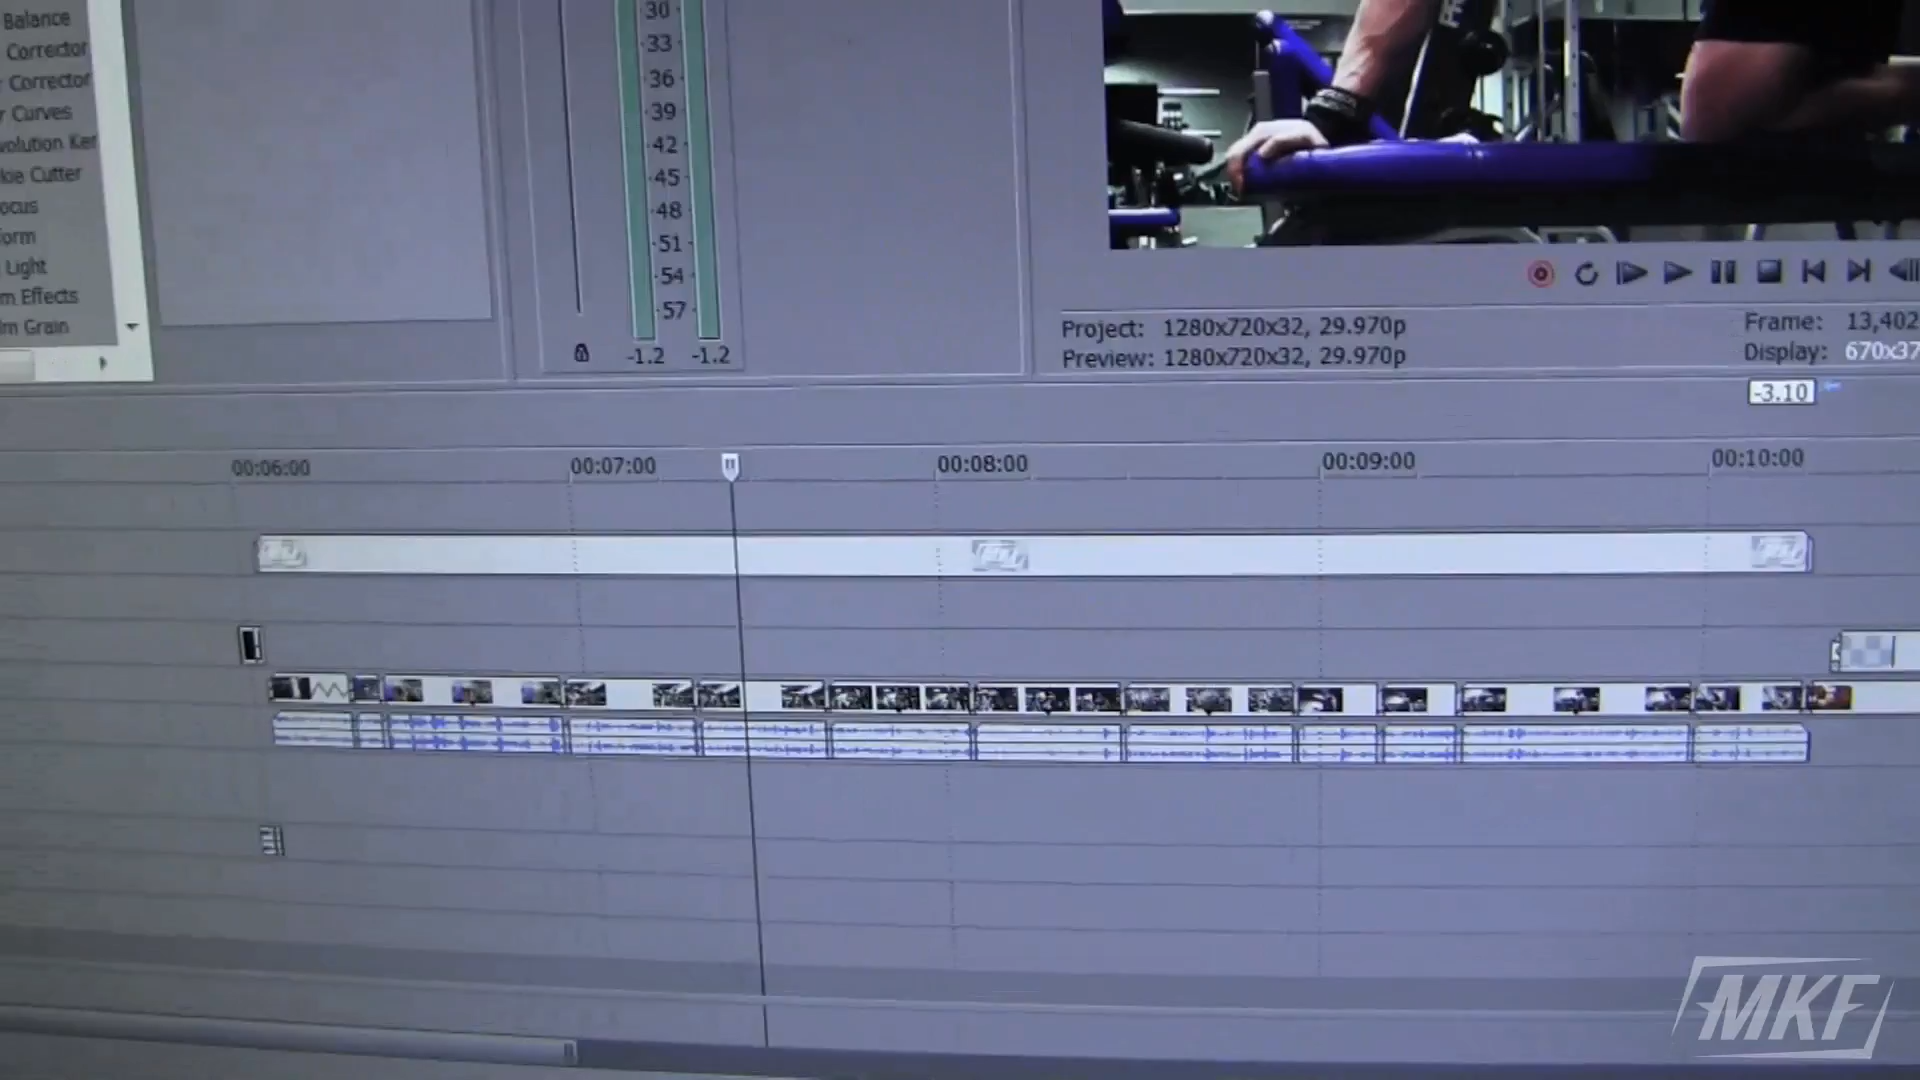 Balance
Corrector
Corrector
Curves
Cutter
Light
Effects
Grain
30
33
36
39
42
45
48
51
54
57
-1.2 -1.2
Project: 1280x720x32, 29.970p
Preview: 1280x720x32, 29.970p
Frame: 13,402
Display: 670x37
-3.10
00:06:00 00:07:00 00:08:00 00:09:00 00:10:00
MKF